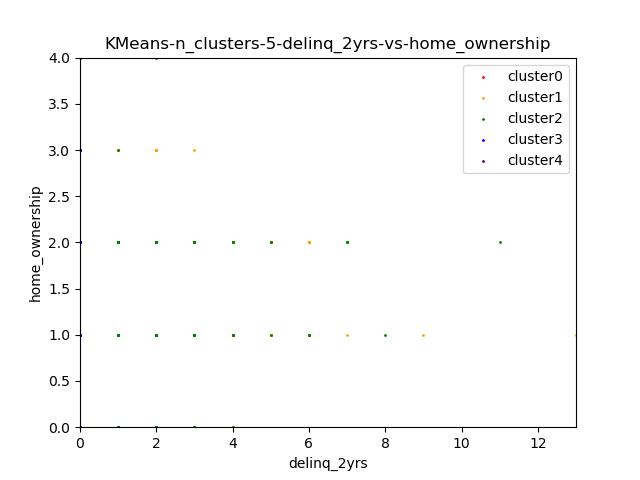 KMeans-n_clusters-5-delinq_2yrs-vs-home_ownership
4.0
3.5
3.0
2.5
2.0
1.5
1.0
0.5
0.0
home_ownership
cluster0
cluster1
cluster2
cluster3
cluster4
0 2 4 6 8 10 12
delinq_2yrs